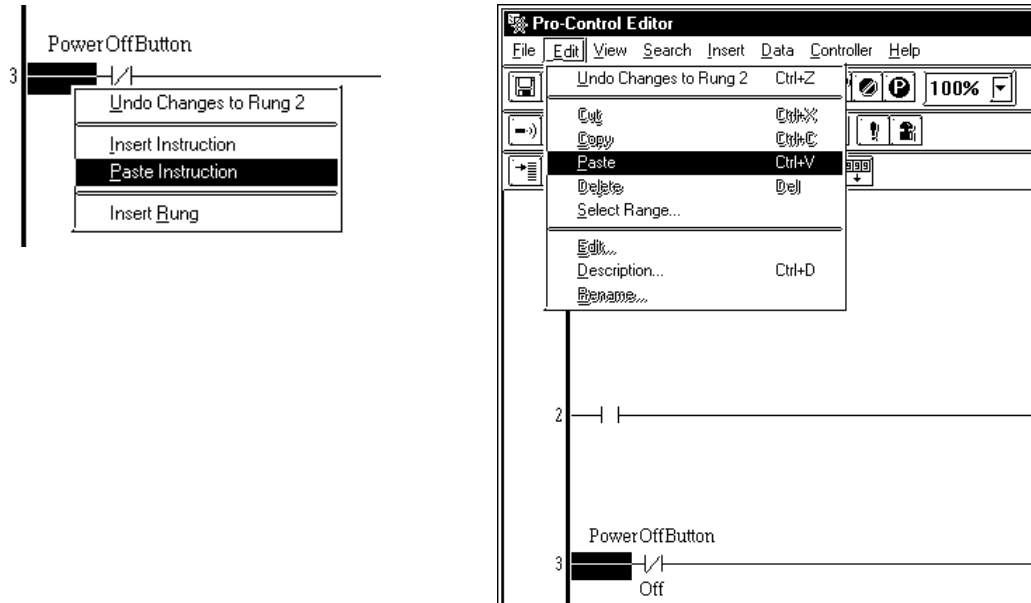 PowerOffButton
3
Undo Changes to Rung 2
Insert Instruction
Paste Instruction
Insert Rung
Pro-Control Editor
File Edit View Search Insert Data Controller Help
Undo Changes to Rung 2 Ctrl+Z
100%
Cut Ctrl+X
Copy Ctrl+C
Paste Ctrl+V
Delete Del
Select Range...
Edit...
Description... Ctrl+D
Rename...
2
PowerOffButton
3
Off